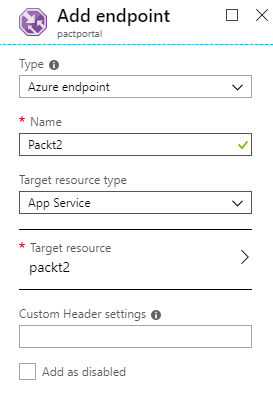 Add endpoint
pactportal
Type
Azure endpoint
* Name
Packt2
Target resource type
App Service
* Target resource
packt2
Custom Header settings
Add as disabled